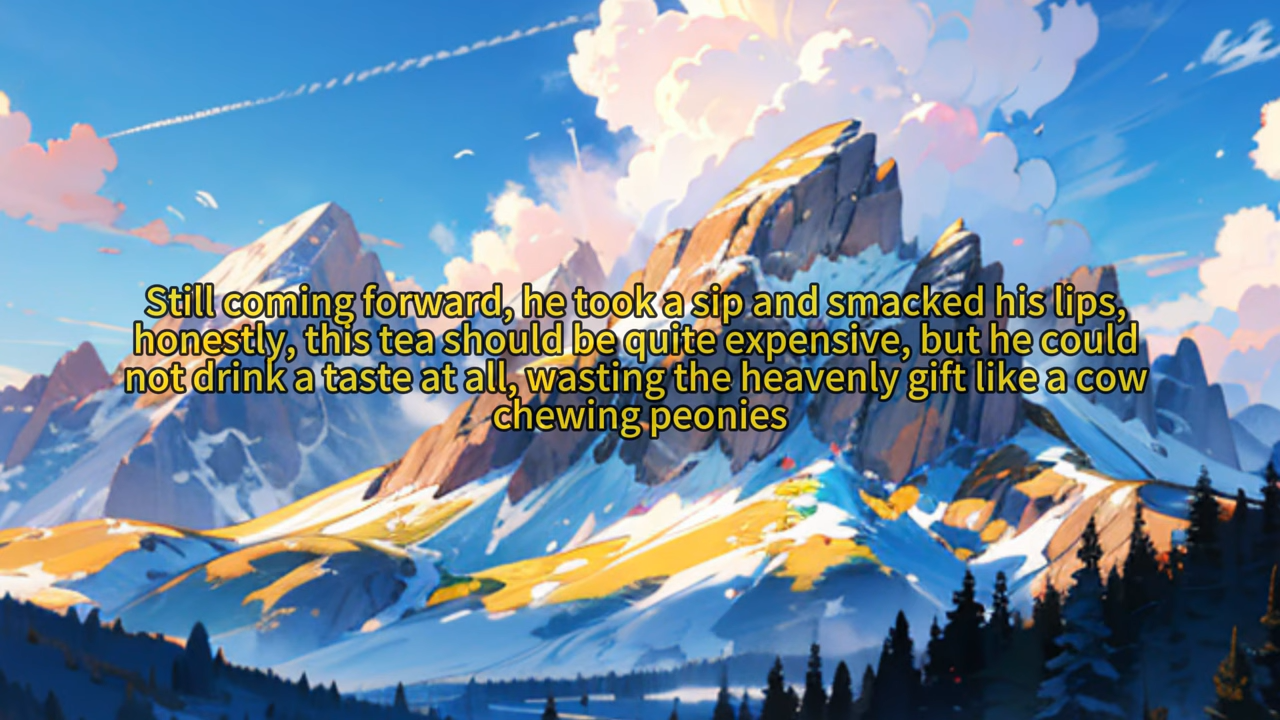 Still coming forward, he took a sip and smacked his lips,
honestly, this tea should be quite expensive, but he could
not drink a taste at all, wasting the heavenly gift like a cow
chewing peonies